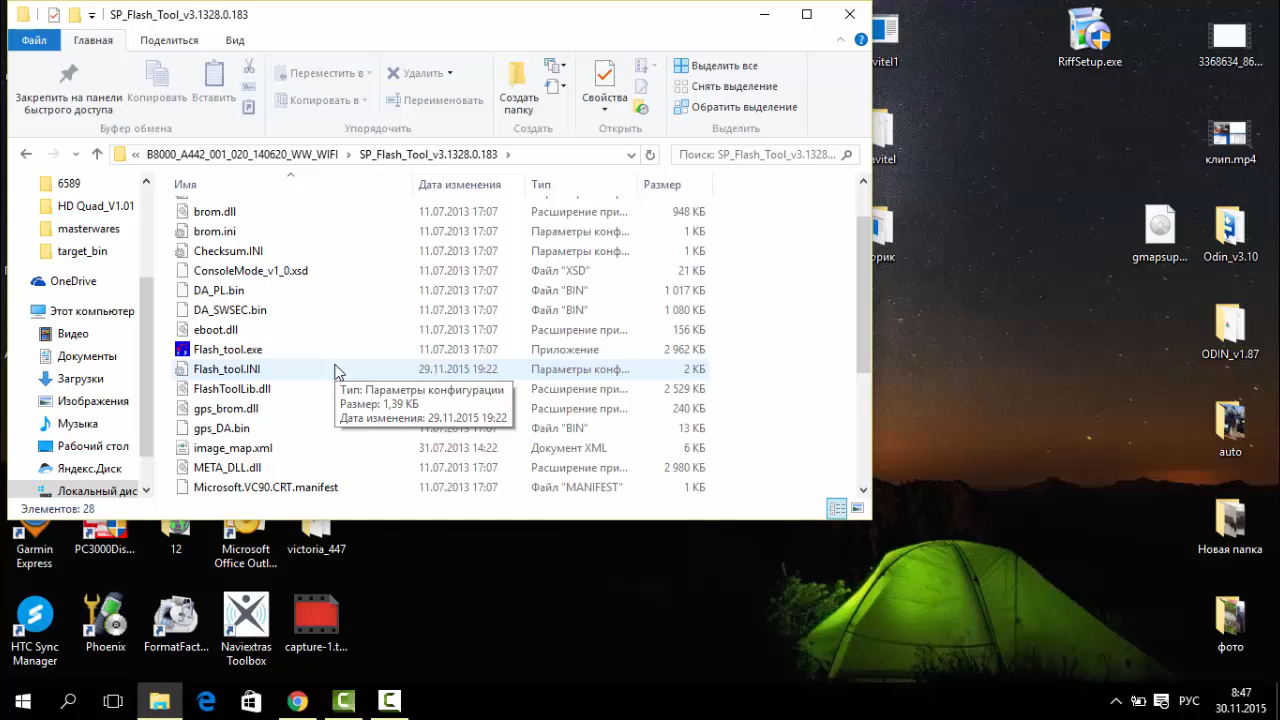 SP_Flash_Tool_v3.1328.0.183
Файл Главная Поделиться Вид
Закрепить на панели быстрого доступа
Копировать
Вставить
Переместить в
Копировать в
Удалить
Переименовать
Создать папку
Свойства
Выделить все
Снять выделение
Обратить выделение
Буфер обмена Упорядочить Создать Открыть Выделить
« B8000_A442_001_020_140620_WW_WIFI › SP_Flash_Tool_v3.1328.0.183 ›
Поиск: SP_Flash_Tool_v3.1328...
6589
HD Quad_V1.01
masterwares
target_bin
OneDrive
Этот компьютер
Видео
Документы
Загрузки
Изображения
Музыка
Рабочий стол
Яндекс.Диск
Локальный дис
Имя Дата изменения Тип Размер
brom.dll 11.07.2013 17:07 Расширение при... 948 КБ
brom.ini 11.07.2013 17:07 Параметры конф... 1 КБ
Checksum.INI 11.07.2013 17:07 Параметры конф... 1 КБ
ConsoleMode_v1_0.xsd 11.07.2013 17:07 Файл "XSD" 21 КБ
DA_PL.bin 11.07.2013 17:07 Файл "BIN" 1 017 КБ
DA_SWSEC.bin 11.07.2013 17:07 Файл "BIN" 1 080 КБ
eboot.dll 11.07.2013 17:07 Расширение при... 156 КБ
Flash_tool.exe 11.07.2013 17:07 Приложение 2 962 КБ
Flash_tool.INI 29.11.2015 19:22 Параметры конф... 2 КБ
FlashToolLib.dll 11.07.2013 17:07 Расширение при... 2 529 КБ
gps_brom.dll Расширение при... 240 КБ
gps_DA.bin 11.07.2013 17:07 Файл "BIN" 13 КБ
image_map.xml 31.07.2013 14:22 Документ XML 6 КБ
META_DLL.dll 11.07.2013 17:07 Расширение при... 2 980 КБ
Microsoft.VC90.CRT.manifest 11.07.2013 17:07 Файл "MANIFEST" 1 КБ
Тип: Параметры конфигурации
Размер: 1,39 КБ
Дата изменения: 29.11.2015 19:22
Элементов: 28
avitel1
RiffSetup.exe
3368634_86...
avitel
клип.mp4
орик
gmapsup...
Odin_v3.10
ODIN_v1.87
auto
Новая папка
фото
Garmin Express
PC3000Dis...
12
Microsoft Office Outl...
victoria_447
HTC Sync Manager
Phoenix
FormatFact...
Naviextras Toolbox
capture-1.t...
РУС
8:47
30.11.2015